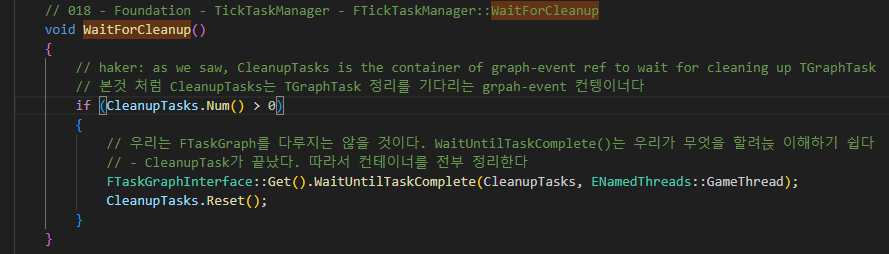 // 018 - Foundation - TickTaskManager - FTickTaskManager::WaitForCleanup
void WaitForCleanup()
{
// haker: as we saw, CleanupTasks is the container of graph-event ref to wait for cleaning up TGraphTask
// 본것 처럼 CleanupTasks는 TGraphTask 정리를 기다리는 grpah-event 컨텡이너다
if (CleanupTasks.Num() > 0)
{
// 우리는 FTaskGraph를 다루지는 않을 것이다. WaitUntilTaskComplete()는 우리가 무엇을 할려는 이해하기 쉽다
// - CleanupTask가 끝났다. 따라서 컨테이너를 전부 정리한다
FTaskGraphInterface::Get().WaitUntilTaskComplete(CleanupTasks, ENamedThreads::GameThread);
CleanupTasks.Reset();
}
}